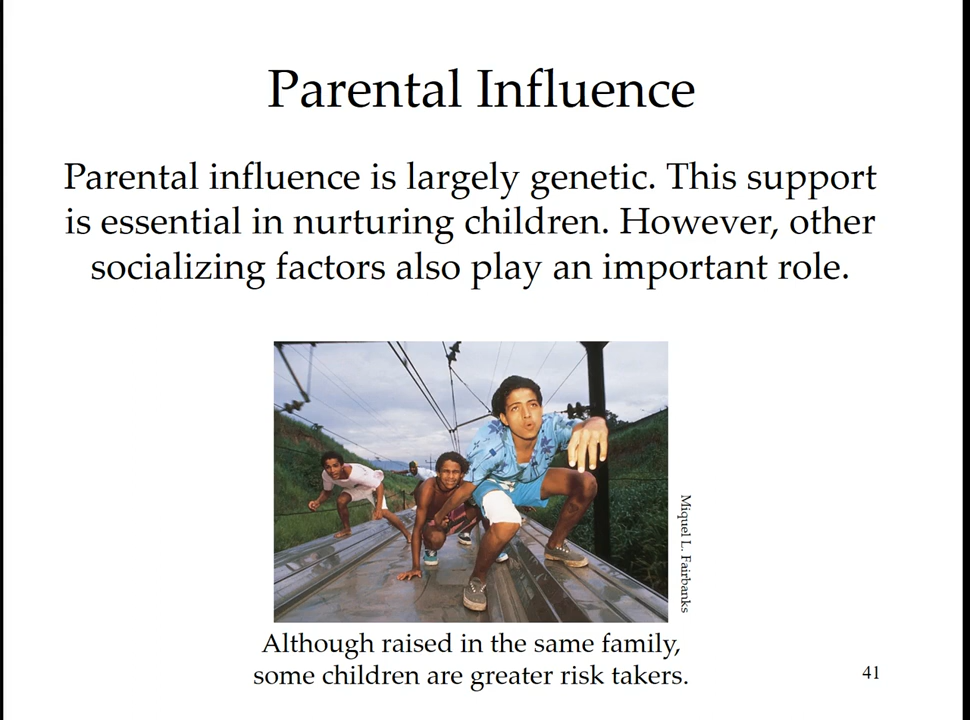 Parental Influence
Parental influence is largely genetic. This support
is essential in nurturing children. However, other
socializing factors also play an important role.
Miquel L. Fairbanks
Although raised in the same family,
some children are greater risk takers.
41